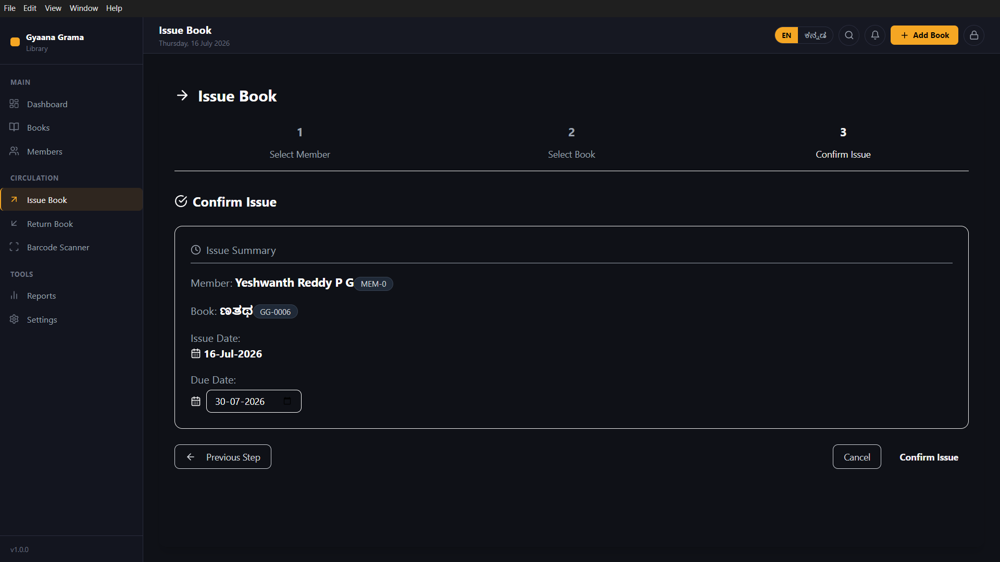 File Edit View Window Help
Gyaana Grama
Library
Issue Book
Thursday, 16 July 2026
EN ಕನ್ನಡ
Add Book
MAIN
Dashboard
Books
Members
CIRCULATION
Issue Book
Return Book
Barcode Scanner
TOOLS
Reports
Settings
v1.0.0
Issue Book
1 2 3
Select Member Select Book Confirm Issue
Confirm Issue
Issue Summary
Member: Yeshwanth Reddy P G MEM-0
Book: ಣತಥ GG-0006
Issue Date:
16-Jul-2026
Due Date:
30-07-2026
Previous Step Cancel Confirm Issue